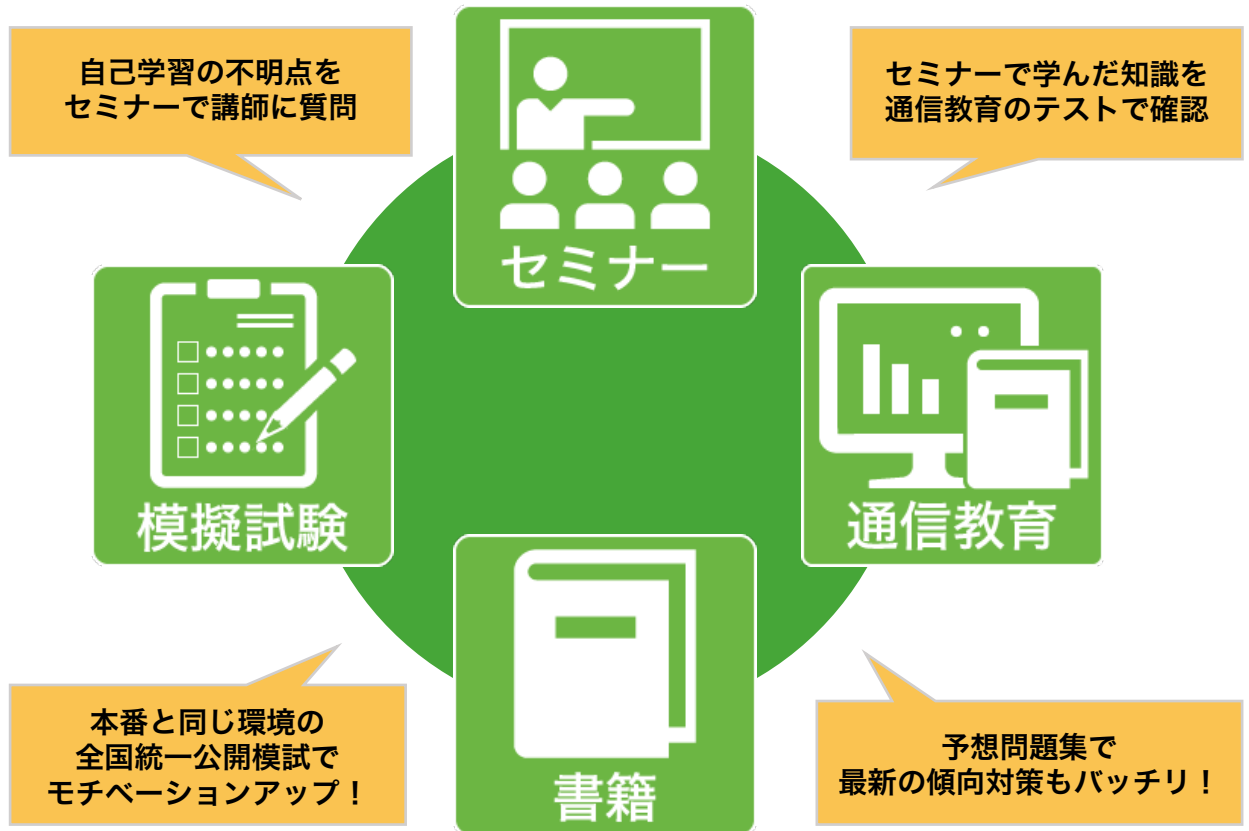 自己学習の不明点を
セミナーで講師に質問
セミナーで学んだ知識を
通信教育のテストで確認
セミナー
模擬試験
通信教育
本番と同じ環境の
全国統一公開模試で
モチベーションアップ！
予想問題集で
最新の傾向対策もバッチリ！
書籍